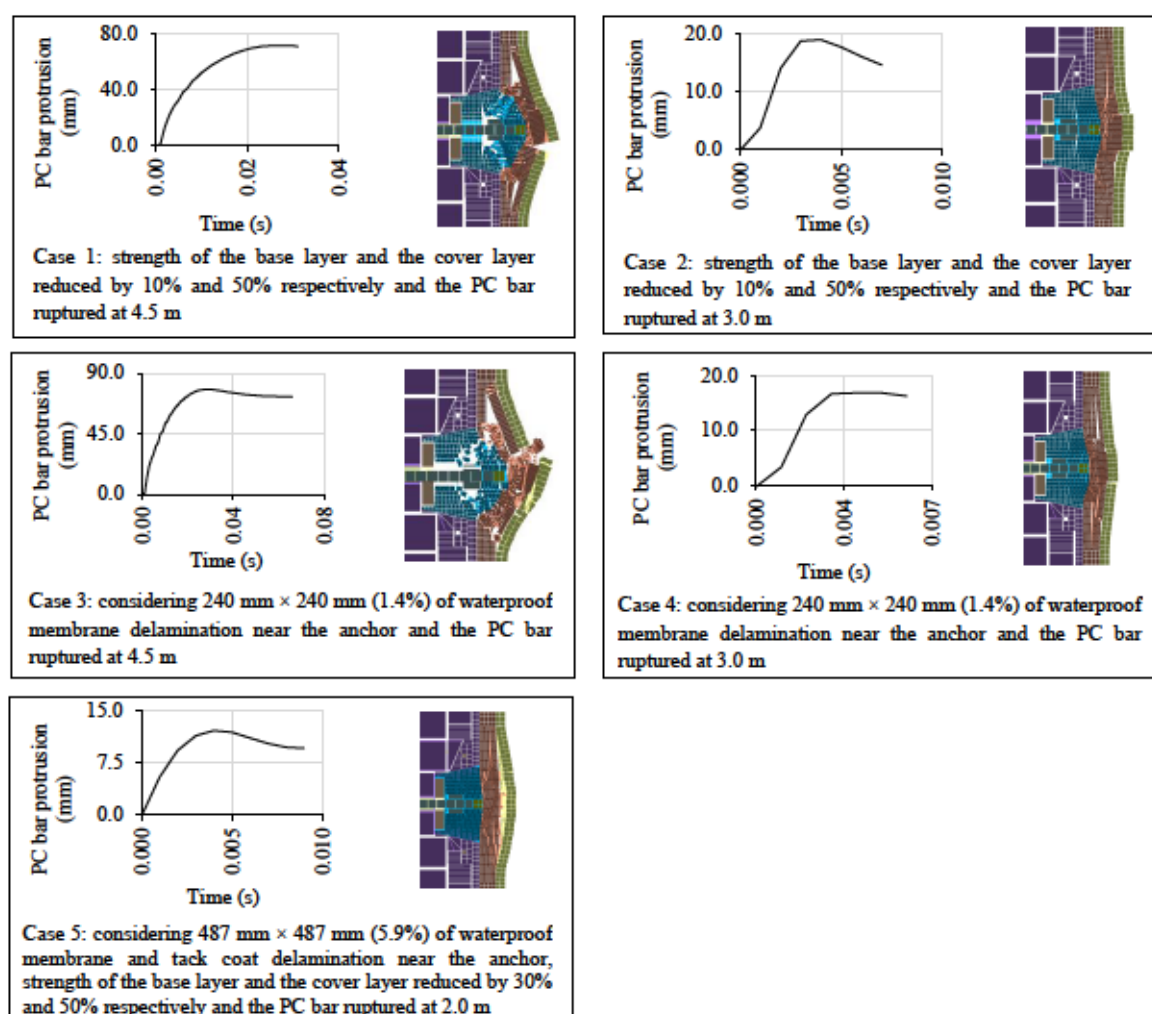 80.0
40.0
0.0
PC bar protrusion
(mm)
0.00
0.02
0.04
Time (s)
Case 1: strength of the base layer and the cover layer
reduced by 10% and 50% respectively and the PC bar
ruptured at 4.5 m
20.0
10.0
0.0
PC bar protrusion
(mm)
0.000
0.005
0.010
Time (s)
Case 2: strength of the base layer and the cover layer
reduced by 10% and 50% respectively and the PC bar
ruptured at 3.0 m
90.0
45.0
0.0
PC bar protrusion
(mm)
0.00
0.04
0.08
Time (s)
Case 3: considering 240 mm × 240 mm (1.4%) of waterproof
membrane delamination near the anchor and the PC bar
ruptured at 4.5 m
20.0
10.0
0.0
PC bar protrusion
(mm)
0.000
0.004
0.007
Time (s)
Case 4: considering 240 mm × 240 mm (1.4%) of waterproof
membrane delamination near the anchor and the PC bar
ruptured at 3.0 m
15.0
7.5
0.0
PC bar protrusion
(mm)
0.000
0.005
0.010
Time (s)
Case 5: considering 487 mm × 487 mm (5.9%) of waterproof
membrane and tack coat delamination near the anchor,
strength of the base layer and the cover layer reduced by 30%
and 50% respectively and the PC bar ruptured at 2.0 m